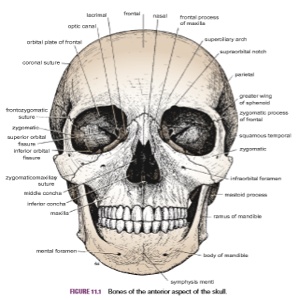 frontal
nasal
lacrimal
frontal process
of maxilla
optic canal
superciliary arch
orbital plate of frontal
supraorbital notch
coronal suture
parietal
greater wing
of sphenoid
frontozygomatic
suture
zygomatic process
of frontal
zygomatic
squamous temporal
superior orbital
fissure
inferior orbital
fissure
zygomatic
zygomaticomaxillary
suture
infraorbital foramen
middle concha
mastoid process
inferior concha
maxilla
ramus of mandible
mental foramen
body of mandible
symphysis menti
FIGURE 11.1 Bones of the anterior aspect of the skull.